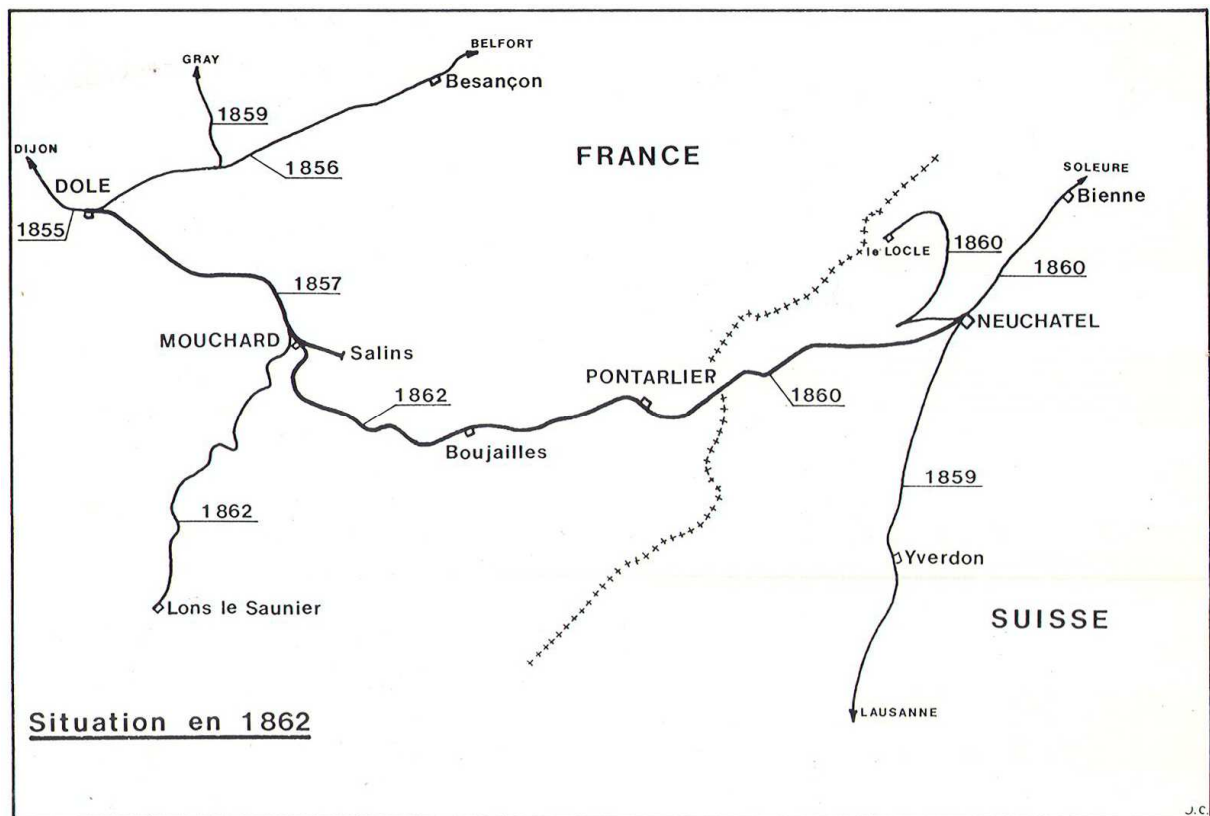 BELFORT
GRAY
Besançon
1859
DIJON
1856
FRANCE
DOLE
SOLEURE
Bienne
1855
le LOCLE
1860
1860
1857
MOUCHARD
Salins
NEUCHATEL
PONTARLIER
1862
1860
Boujailles
1859
1862
Yverdon
Lons le Saunier
SUISSE
LAUSANNE
Situation en 1862
J.C.